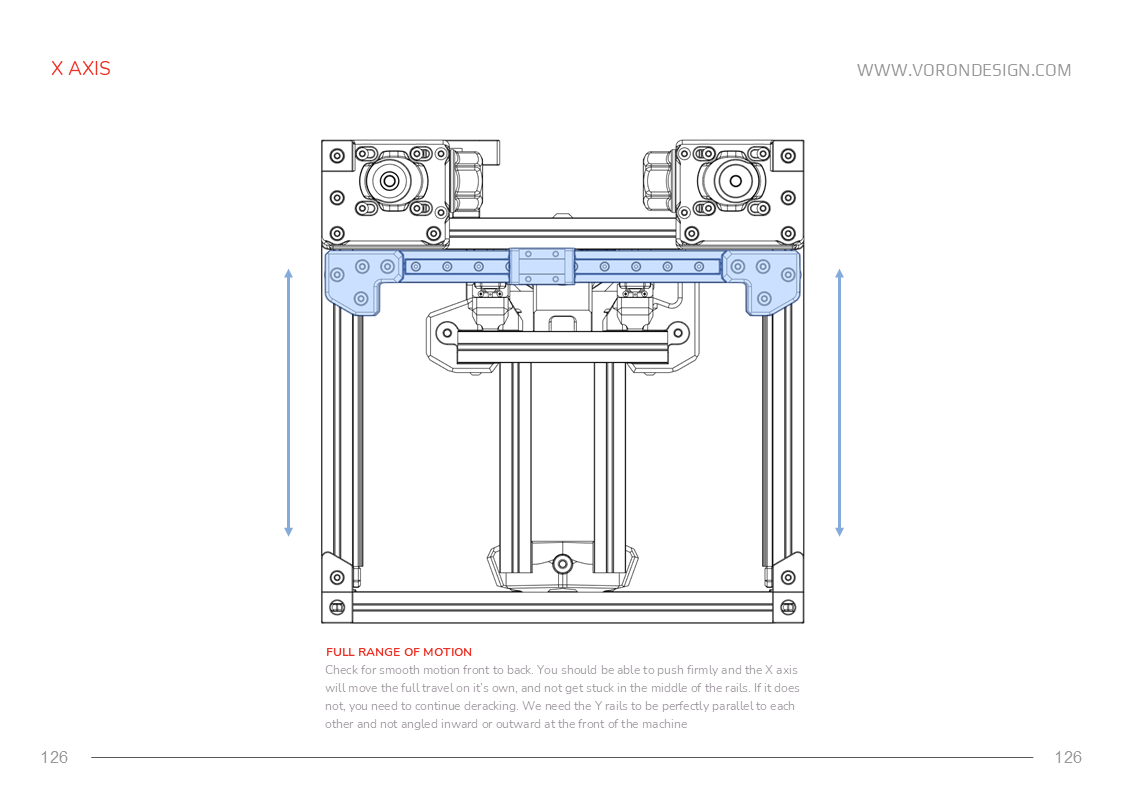 X AXIS
WWW.VORONDESIGN.COM
FULL RANGE OF MOTION
Check for smooth motion front to back. You should be able to push firmly and the X axis
will move the full travel on it's own, and not get stuck in the middle of the rails. If it does
not, you need to continue deracking. We need the Y rails to be perfectly parallel to each
other and not angled inward or outward at the front of the machine
126
126